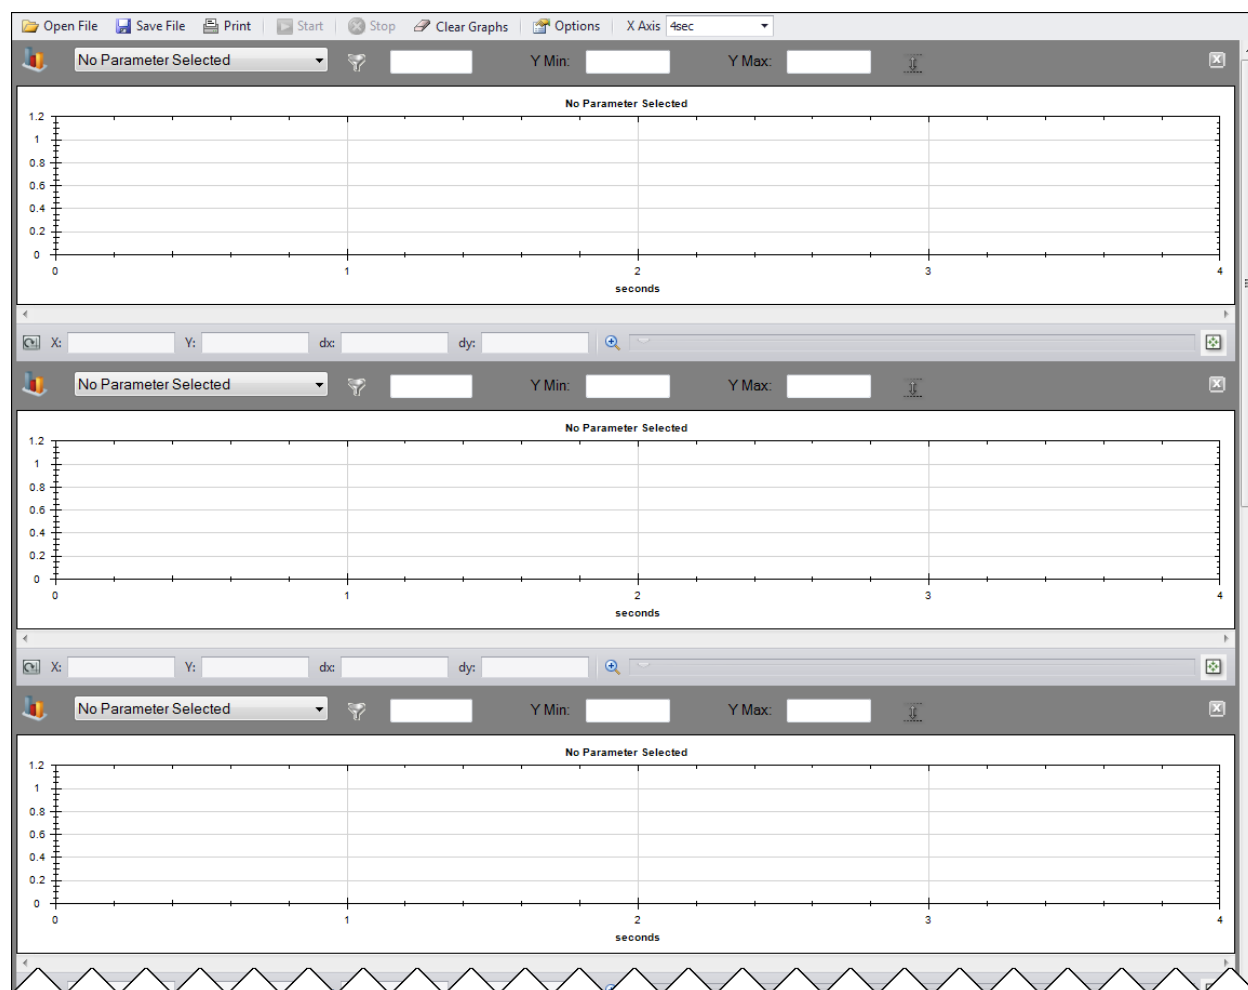 Open File Save File Print Start Stop Clear Graphs Options X Axis 4sec
No Parameter Selected Y Min: Y Max:
No Parameter Selected
1.2
1
0.8
0.6
0.4
0.2
0
0 1 2 3 4
seconds
X: Y: dx: dy:
No Parameter Selected Y Min: Y Max:
No Parameter Selected
1.2
1
0.8
0.6
0.4
0.2
0
0 1 2 3 4
seconds
X: Y: dx: dy:
No Parameter Selected Y Min: Y Max:
No Parameter Selected
1.2
1
0.8
0.6
0.4
0.2
0
0 1 2 3 4
seconds